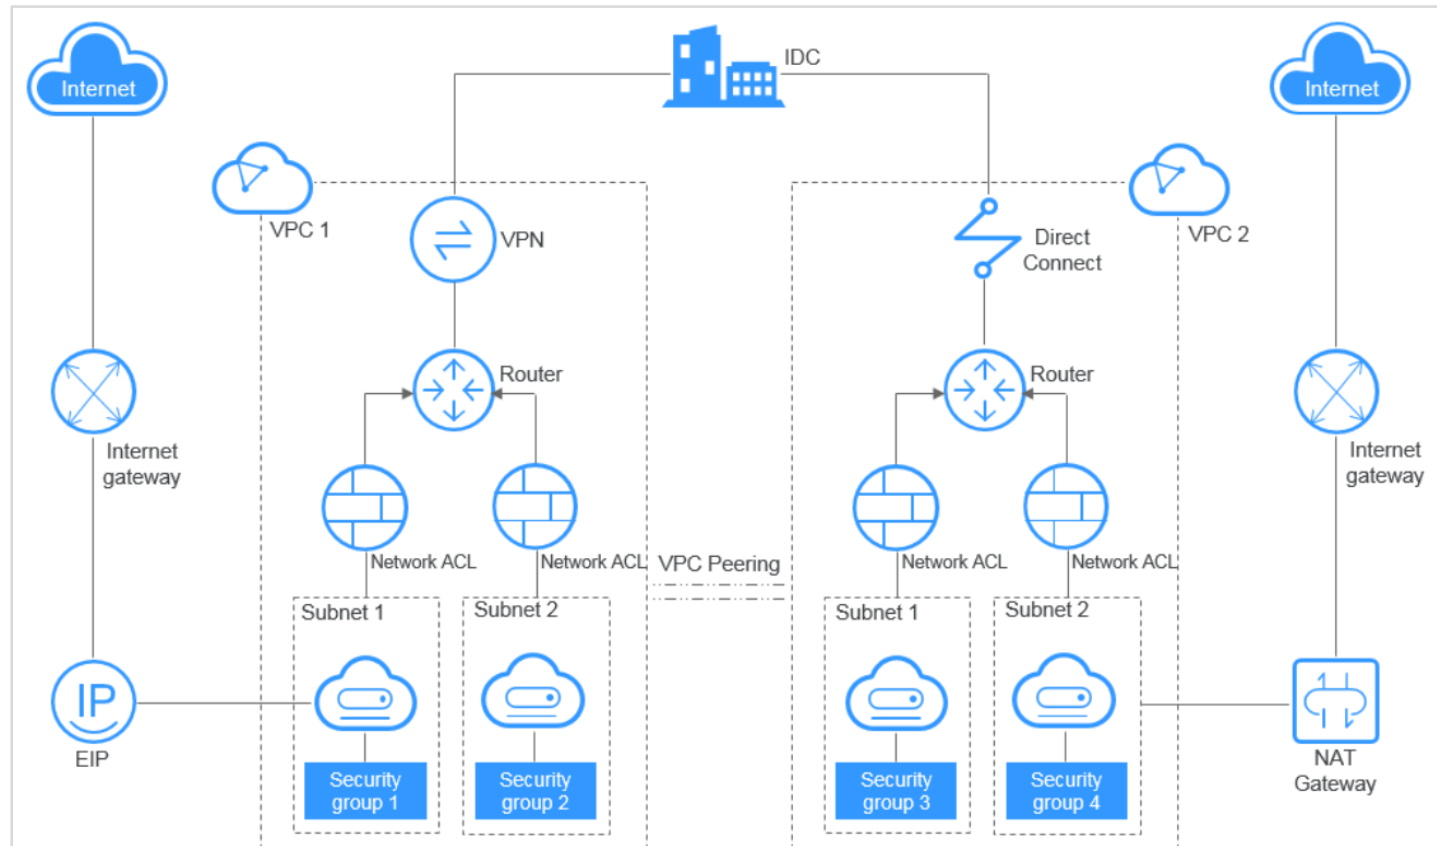 IDC
Internet
Internet
VPC 1
VPN
Direct
Connect
VPC 2
Router
Router
Internet
gateway
Internet
gateway
Network ACL
Network ACL
VPC Peering
Network ACL
Network ACL
Subnet 1
Subnet 2
Subnet 1
Subnet 2
IP
EIP
Security
group 1
Security
group 2
Security
group 3
Security
group 4
NAT
Gateway